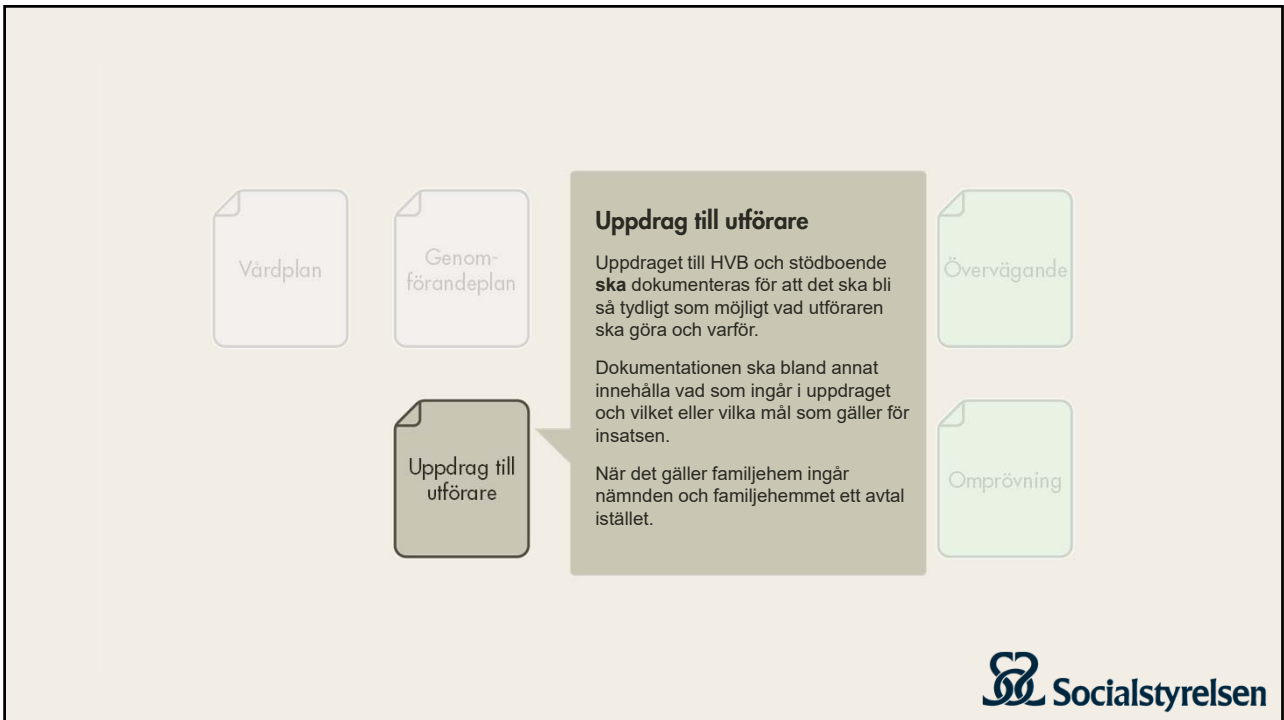 Vårdplan
Genom-
förandeplan
Uppdrag till utförare
Uppdraget till HVB och stödboende
ska dokumenteras för att det ska bli
så tydligt som möjligt vad utföraren
ska göra och varför.
Dokumentationen ska bland annat
innehålla vad som ingår i uppdraget
och vilket eller vilka mål som gäller för
insatsen.
När det gäller familjehem ingår
nämnden och familjehemmet ett avtal
istället.
Övervägande
Uppdrag till
utförare
Omprövning
Socialstyrelsen